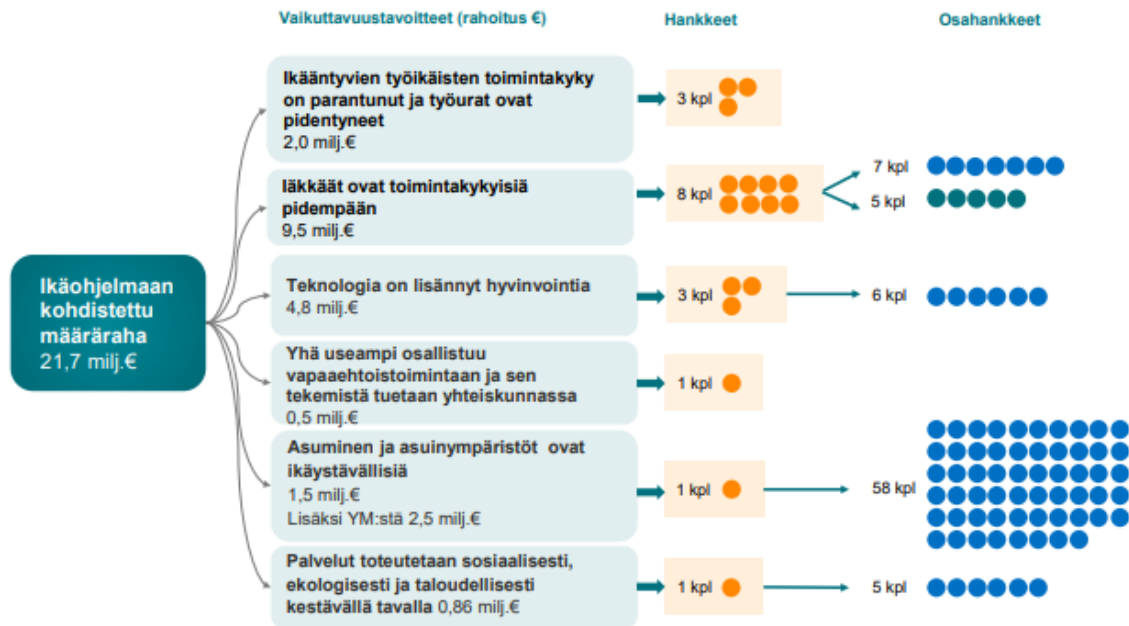 Vaikuttavuustavoitteet (rahoitus €)
Hankkeet
Osahankkeet
Ikäohjelmaan
kohdistettu
määräraha
21,7 milj.€
Ikääntyvien työikäisten toimintakyky
on parantunut ja työurat ovat
pidentyneet
2,0 milj.€
3 kpl
Iäkkäät ovat toimintakykyisiä
pidempään
9,5 milj.€
8 kpl
7 kpl
5 kpl
Teknologia on lisännyt hyvinvointia
4,8 milj.€
3 kpl
6 kpl
Yhä useampi osallistuu
vapaaehtoistoimintaan ja sen
tekemistä tuetaan yhteiskunnassa
0,5 milj.€
1 kpl
Asuminen ja asuinympäristöt ovat
ikäystävällisiä
1,5 milj.€
Lisäksi YM:stä 2,5 milj.€
1 kpl
58 kpl
Palvelut toteutetaan sosiaalisesti,
ekologisesti ja taloudellisesti
kestävällä tavalla 0,86 milj.€
1 kpl
5 kpl